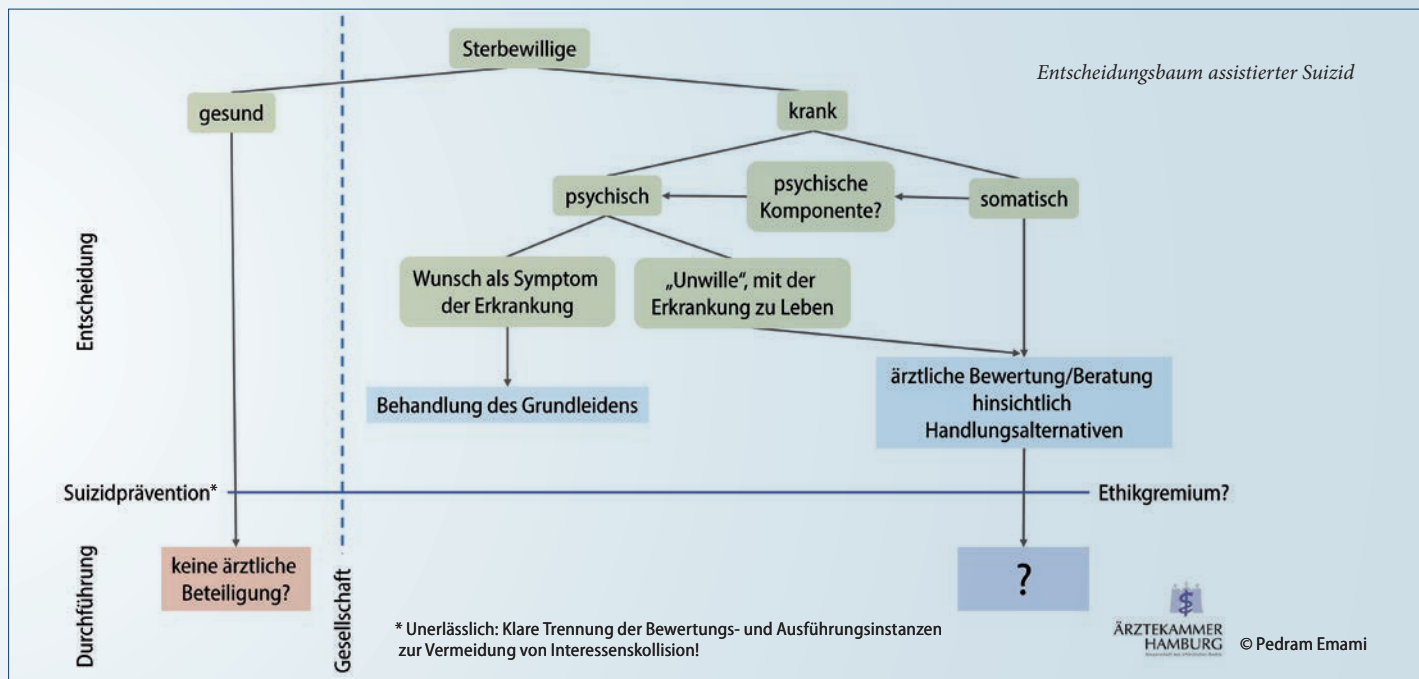 Sterbewillige
Entscheidungsbaum assistierter Suizid
gesund
krank
psychisch
psychische
Komponente?
somatisch
Entscheidung
Wunsch als Symptom
der Erkrankung
„Unwille“, mit der
Erkrankung zu Leben
Behandlung des Grundleidens
ärztliche Bewertung/Beratung
hinsichtlich
Handlungsalternativen
Suizidprävention*
Ethikgremium?
Durchführung
keine ärztliche
Beteiligung?
Gesellschaft
?
* Unerlässlich: Klare Trennung der Bewertungs- und Ausführungsinstanzen
zur Vermeidung von Interessenskollision!
ÄRZTEKAMMER
HAMBURG
© Pedram Emami